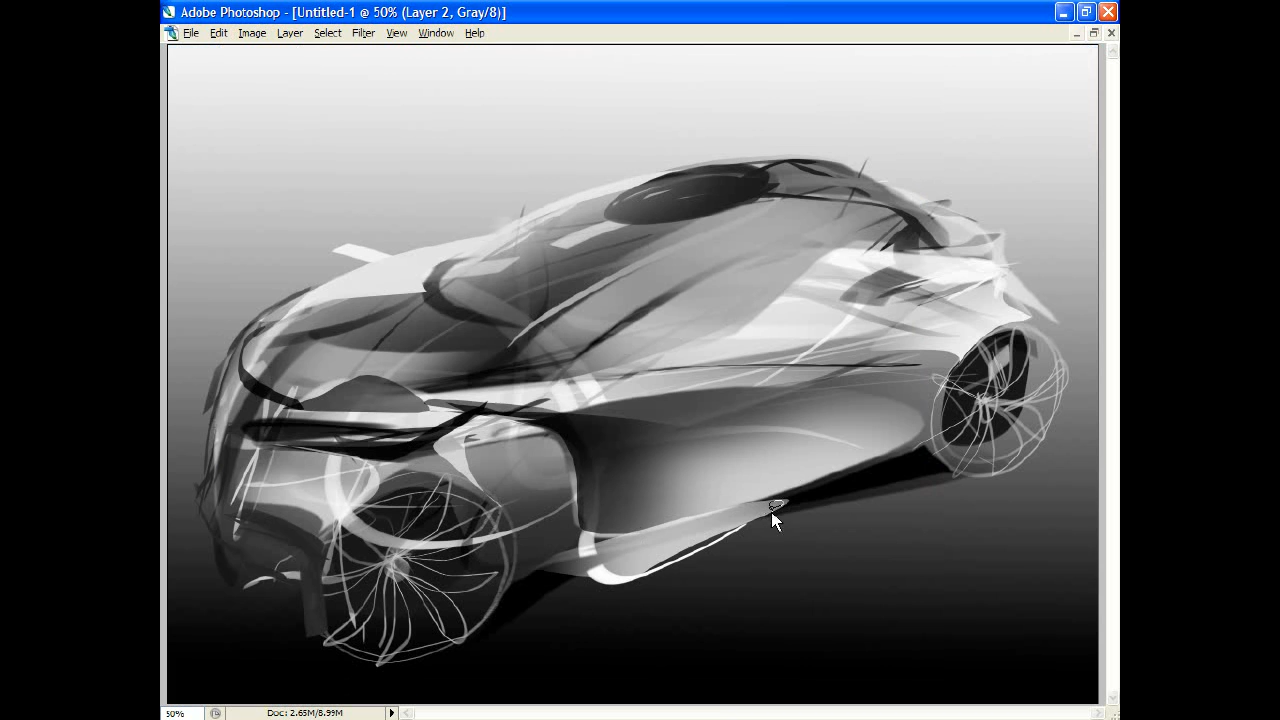 Adobe Photoshop - [Untitled-1 @ 50% (Layer 2, Gray/8)]
File Edit Image Layer Select Filter View Window Help
50% Doc: 2.65M/8.99M